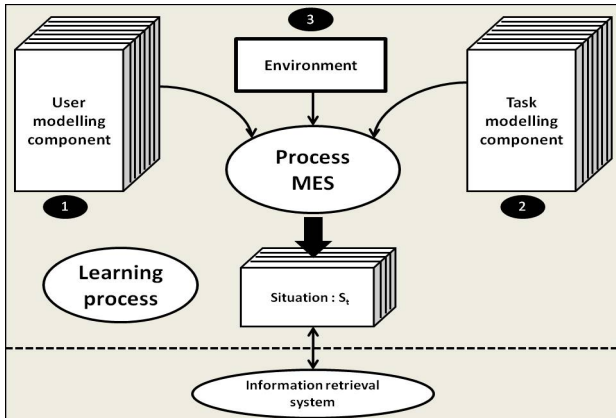 3
Environment
User
modelling
component
Task
modelling
component
Process
MES
1
2
Learning
process
Situation : Sₜ
Information retrieval
system